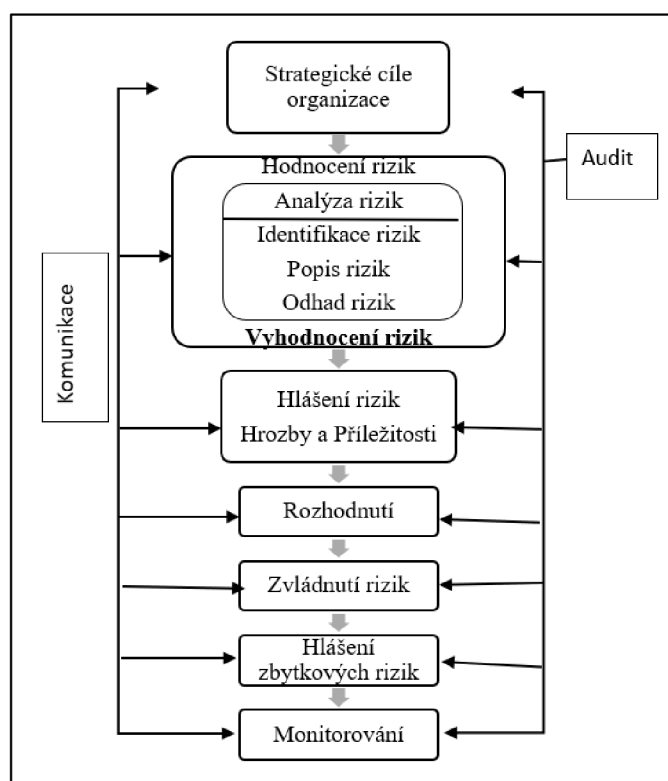 Strategické cíle
organizace
Audit
Hodnocení rizik
Analýza rizik
Identifikace rizik
Popis rizik
Odhad rizik
Vyhodnocení rizik
Komunikace
Hlášení rizik
Hrozby a Příležitosti
Rozhodnutí
Zvládnutí rizik
Hlášení
zbytkových rizik
Monitorování